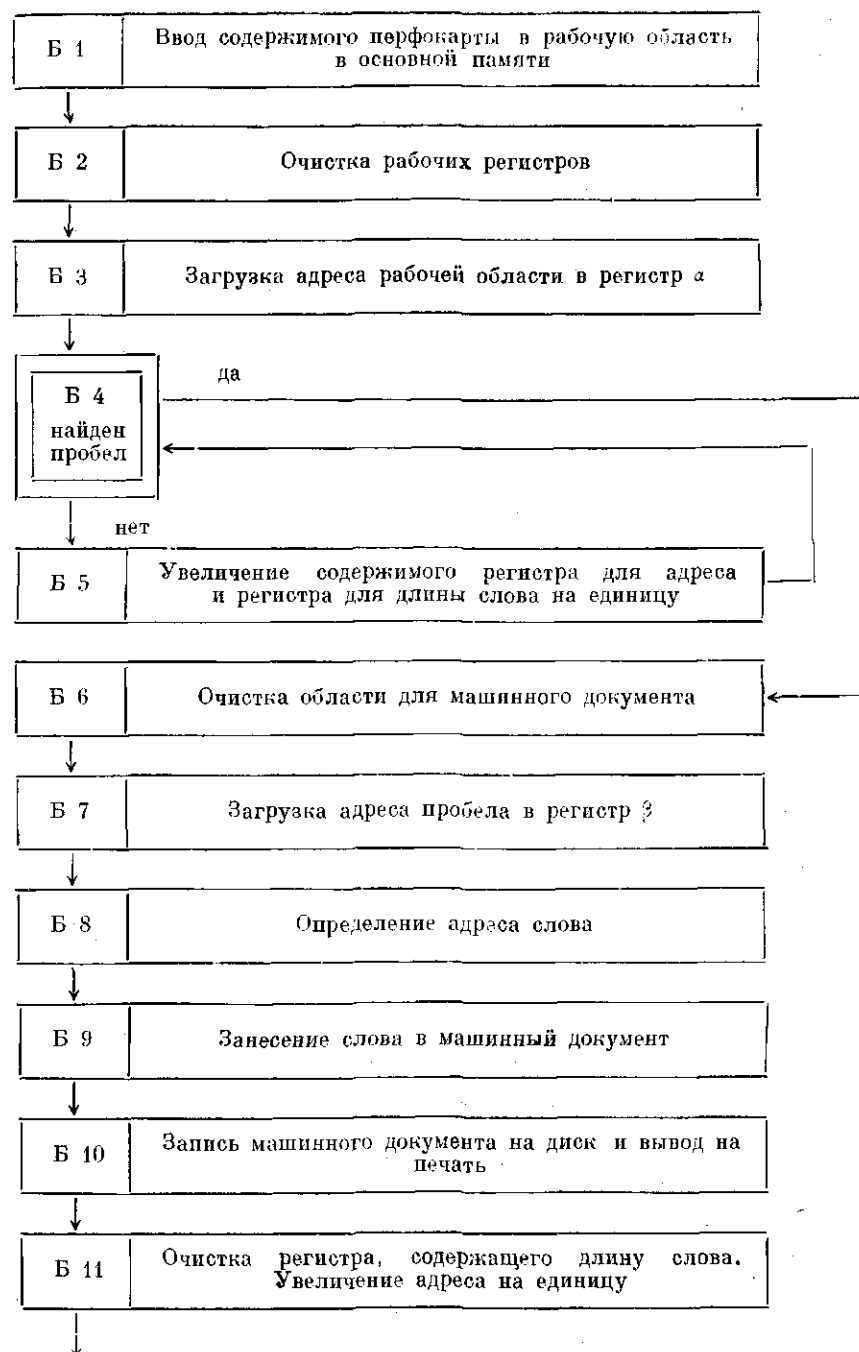 Б 1
Ввод содержимого перфокарты в рабочую область
в основной памяти
Б 2
Очистка рабочих регистров
Б 3
Загрузка адреса рабочей области в регистр α
да
Б 4
найден
пробел
нет
Б 5
Увеличение содержимого регистра для адреса
и регистра для длины слова на единицу
Б 6
Очистка области для машинного документа
Б 7
Загрузка адреса пробела в регистр β
Б 8
Определение адреса слова
Б 9
Занесение слова в машинный документ
Б 10
Запись машинного документа на диск и вывод на
печать
Б 11
Очистка регистра, содержащего длину слова.
Увеличение адреса на единицу